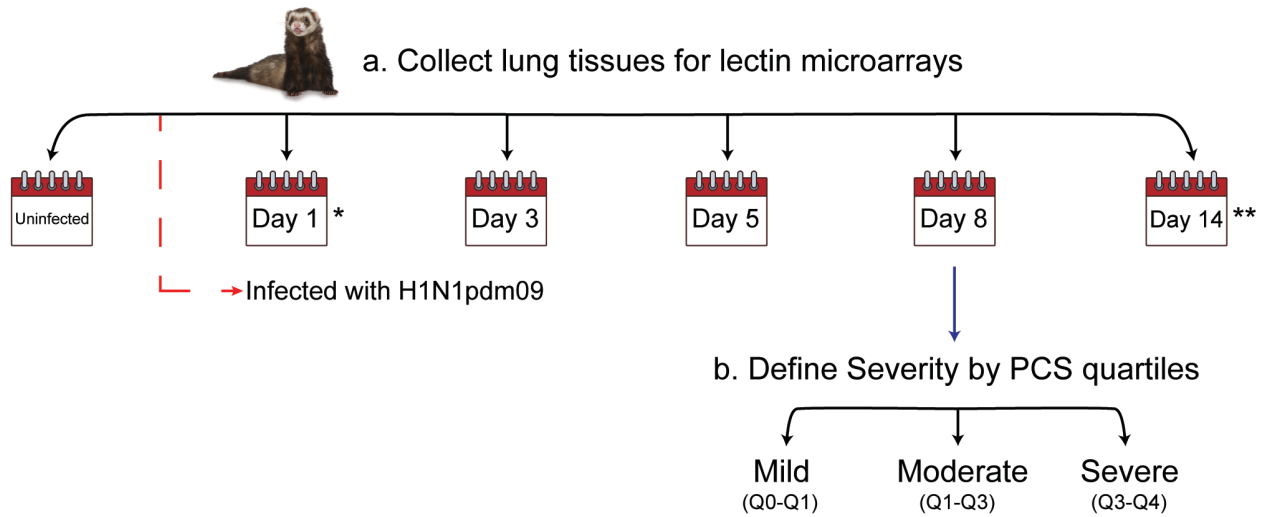 a. Collect lung tissues for lectin microarrays
Uninfected
Day 1 *
Day 3
Day 5
Day 8
Day 14 **
Infected with H1N1pdm09
b. Define Severity by PCS quartiles
Mild
(Q0-Q1)
Moderate
(Q1-Q3)
Severe
(Q3-Q4)